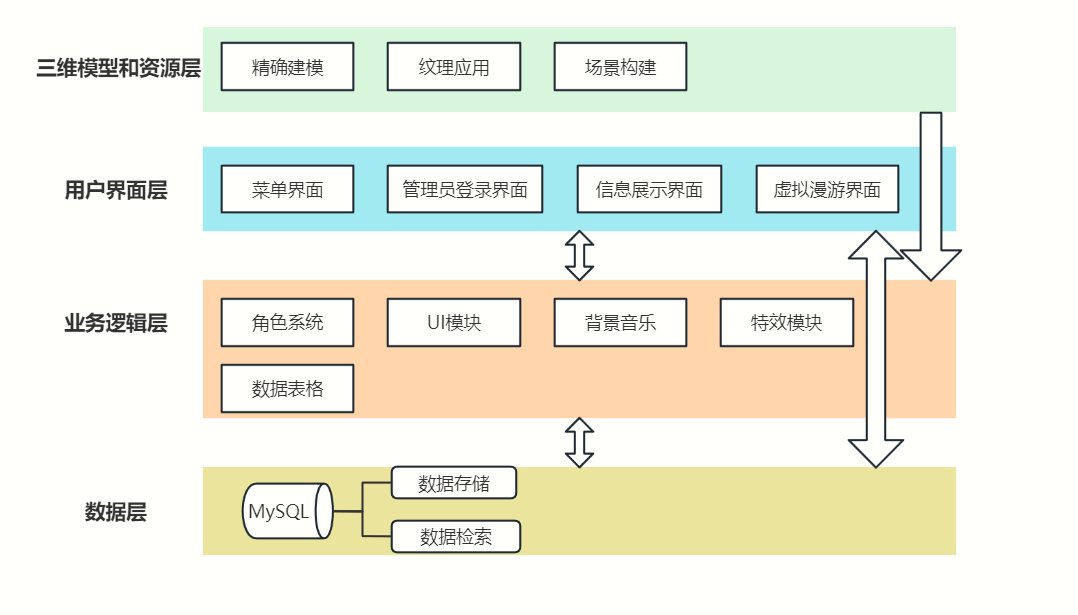 三维模型和资源层
精确建模
纹理应用
场景构建
用户界面层
菜单界面
管理员登录界面
信息展示界面
虚拟漫游界面
业务逻辑层
角色系统
UI模块
背景音乐
特效模块
数据表格
数据层
MySQL
数据存储
数据检索